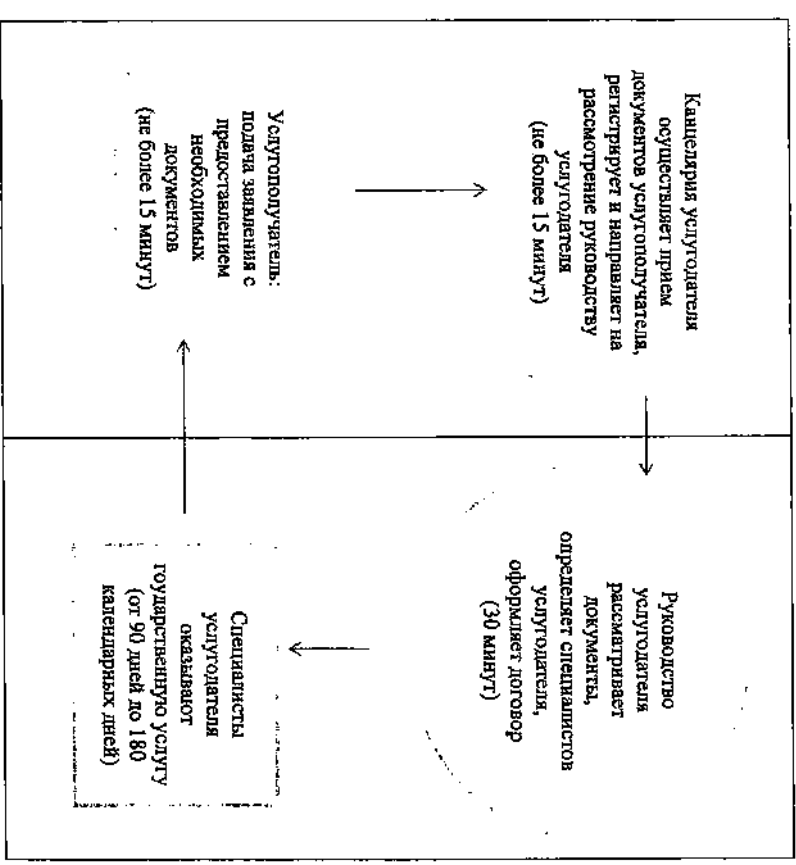 Услугополучатель:
подача заявления с
предоставлением
необходимых
документов
(не более 15 минут)
Канцелярия услугодателя
осуществляет прием
документов услугополучателя,
регистрирует и направляет на
рассмотрение руководству
услугодателя
(не более 15 минут)
Руководство
услугодателя
рассматривает
документы,
определяет специалистов
услугодателя,
оформляет договор
(30 минут)
Специалисты
услугодателя
оказывают
гоударственную услугу
(от 90 дней до 180
календарных дней)